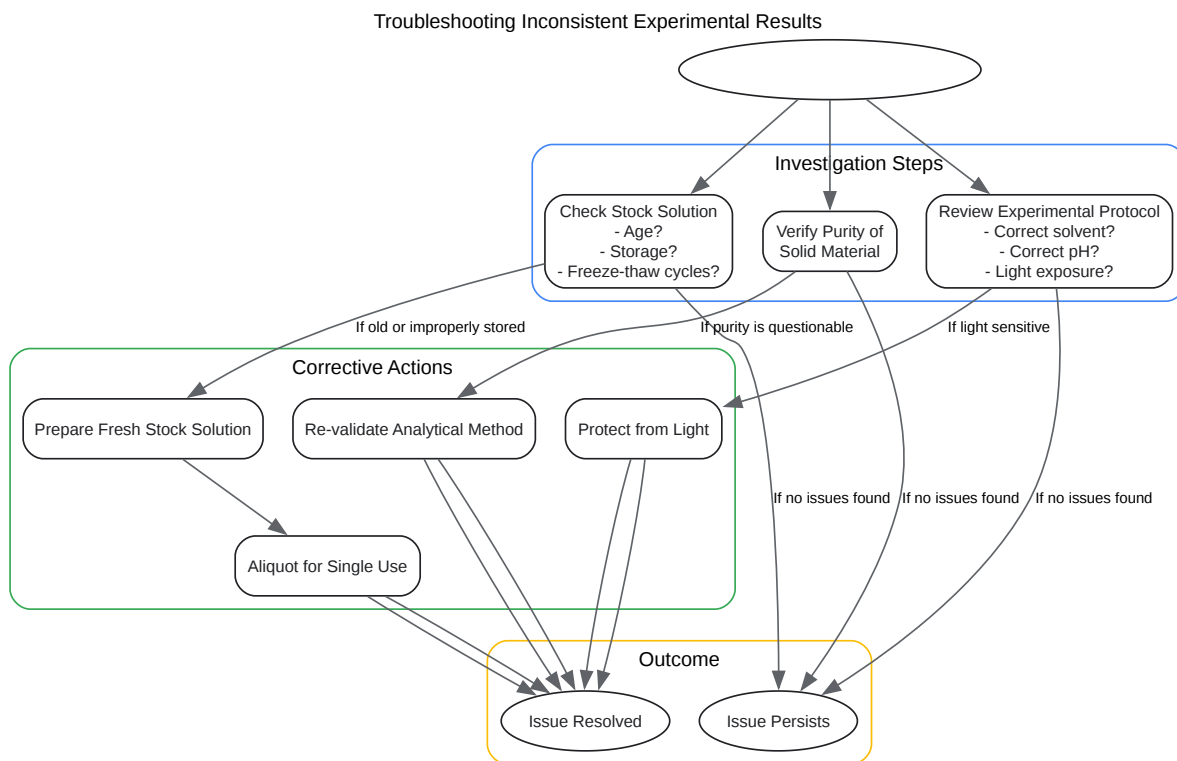 Troubleshooting Inconsistent Experimental Results
Investigation Steps
Check Stock Solution
- Age?
- Storage?
- Freeze-thaw cycles?
Verify Purity of
Solid Material
Review Experimental Protocol
- Correct solvent?
- Correct pH?
- Light exposure?
If old or improperly stored
If purity is questionable
If light sensitive
Corrective Actions
Prepare Fresh Stock Solution
Re-validate Analytical Method
Protect from Light
If no issues found
If no issues found
If no issues found
Aliquot for Single Use
Outcome
Issue Resolved
Issue Persists